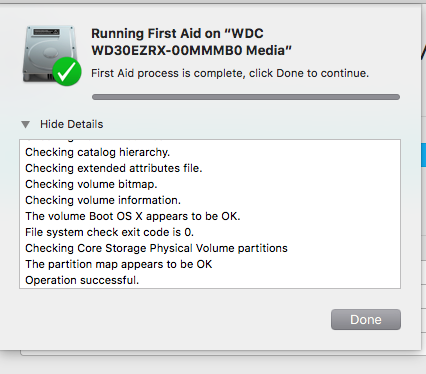 Running First Aid on “WDC
WD30EZRX-00MMMB0 Media”
First Aid process is complete, click Done to continue.
Hide Details
Checking catalog hierarchy.
Checking extended attributes file.
Checking volume bitmap.
Checking volume information.
The volume Boot OS X appears to be OK.
File system check exit code is 0.
Checking Core Storage Physical Volume partitions
The partition map appears to be OK
Operation successful.
Done